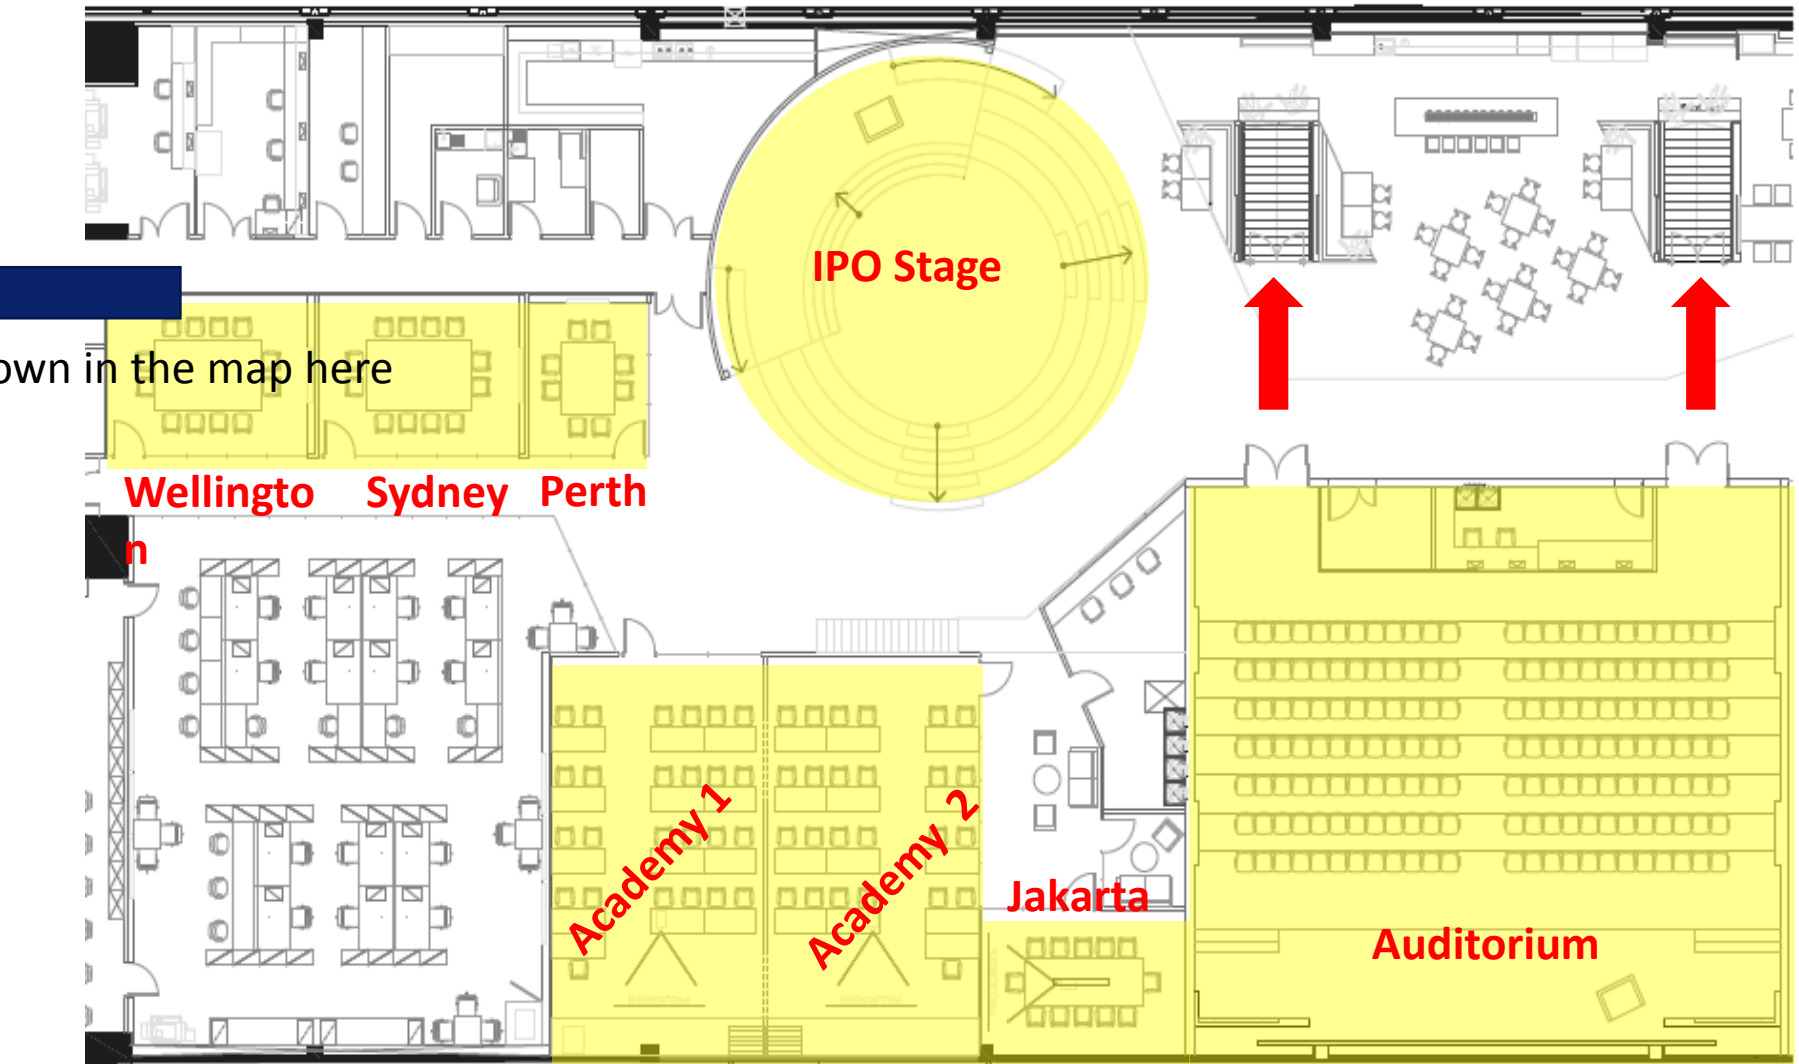 IPO Stage
own in the map here
Wellingto
n
Sydney
Perth
Academy 1
Academy 2
Jakarta
Auditorium